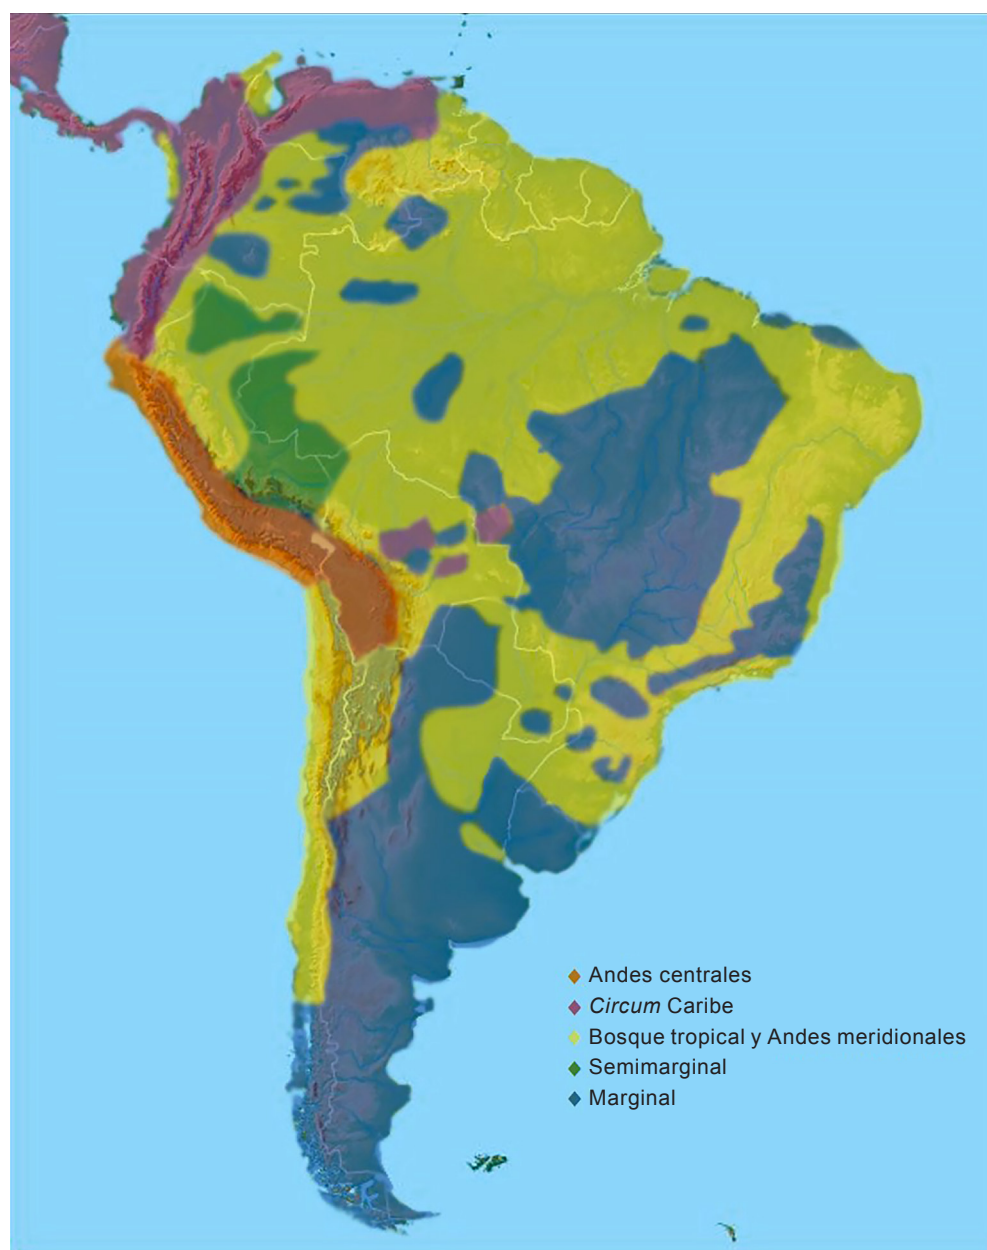 Andes centrales
Circum Caribe
Bosque tropical y Andes meridionales
Semimarginal
Marginal